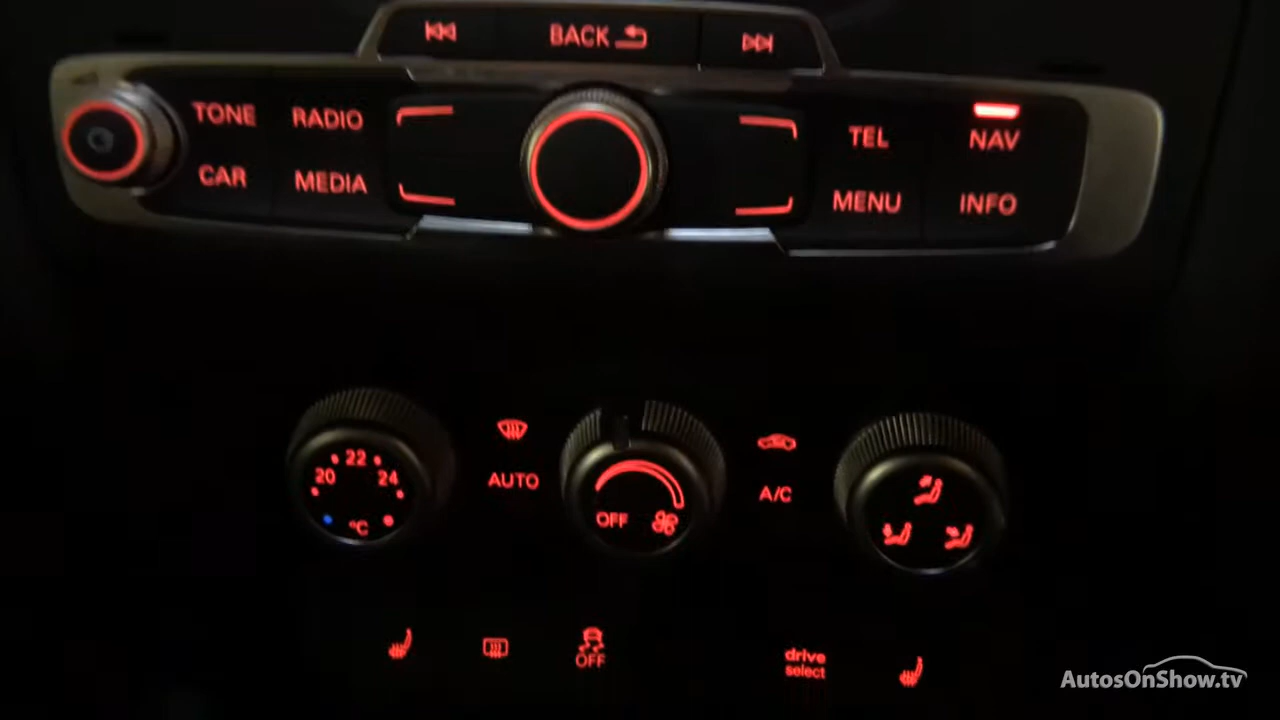 BACK
TONE RADIO TEL NAV
CAR MEDIA MENU INFO
22
20 24
°C
AUTO
OFF
A/C
OFF
drive
select
AutosOnShow.tv